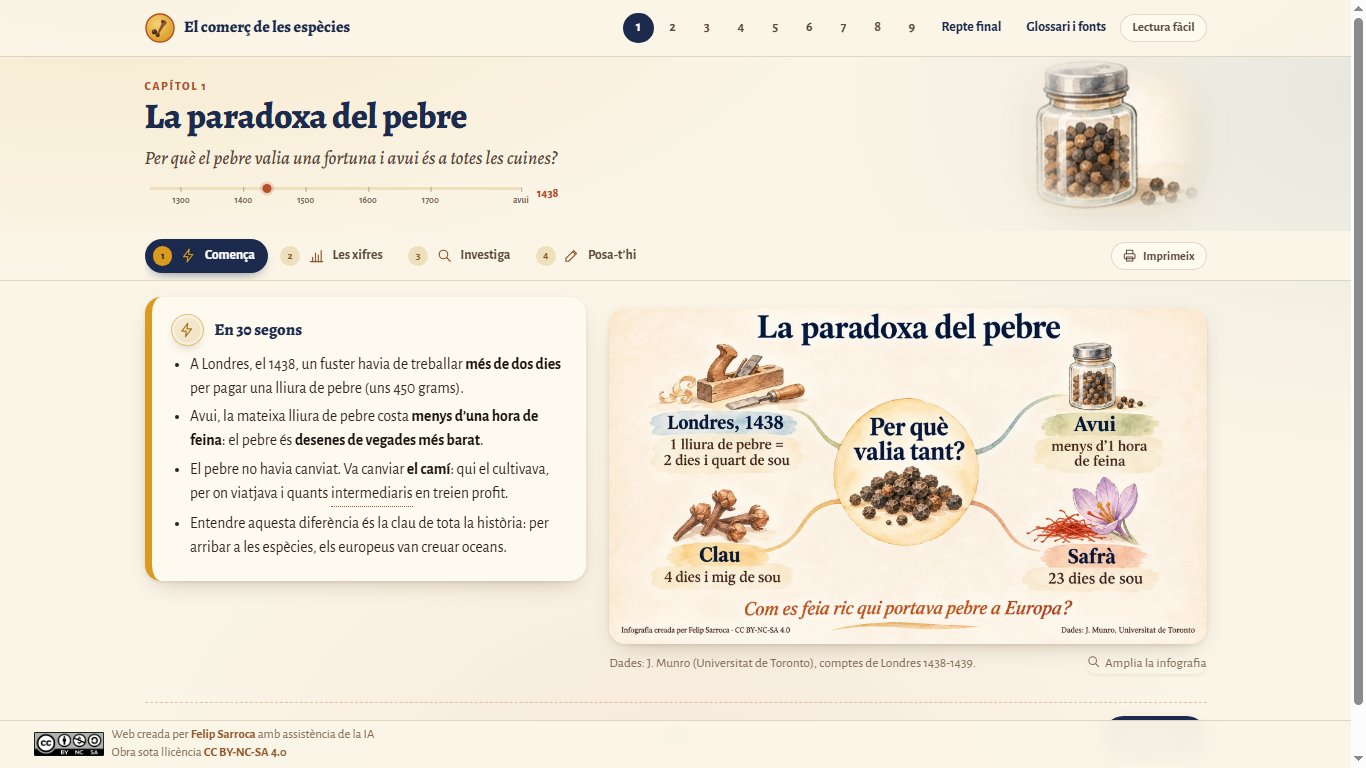 El comerç de les espècies
1 2 3 4 5 6 7 8 9 Repte final Glossari i fonts Lectura fàcil
CAPÍTOL 1
La paradoxa del pebre
Per què el pebre valia una fortuna i avui és a totes les cuines?
1300 1400 1500 1600 1700 avui 1438
1 Comença 2 Les xifres 3 Investiga 4 Posa-t'hi Imprimeix
En 30 segons
• A Londres, el 1438, un fuster havia de treballar més de dos dies
per pagar una lliura de pebre (uns 450 grams).
• Avui, la mateixa lliura de pebre costa menys d'una hora de
feina: el pebre és desenes de vegades més barat.
• El pebre no havia canviat. Va canviar el camí: qui el cultivava,
per on viatjava i quants intermediaris en treien profit.
• Entendre aquesta diferència és la clau de tota la història: per
arribar a les espècies, els europeus van creuar oceans.
La paradoxa del pebre
Londres, 1438
1 lliura de pebre =
2 dies i quart de sou
Per què
valia tant?
Avui
menys d'1 hora
de feina
Clau
4 dies i mig de sou
Safrà
23 dies de sou
Com es feia ric qui portava pebre a Europa?
Infografia creada per Felip Sarroca · CC BY-NC-SA 4.0
Dades: J. Munro, Universitat de Toronto
Dades: J. Munro (Universitat de Toronto), comptes de Londres 1438-1439.
Amplia la infografia
cc BY NC SA
Web creada per Felip Sarroca amb assistència de la IA
Obra sota llicència CC BY-NC-SA 4.0